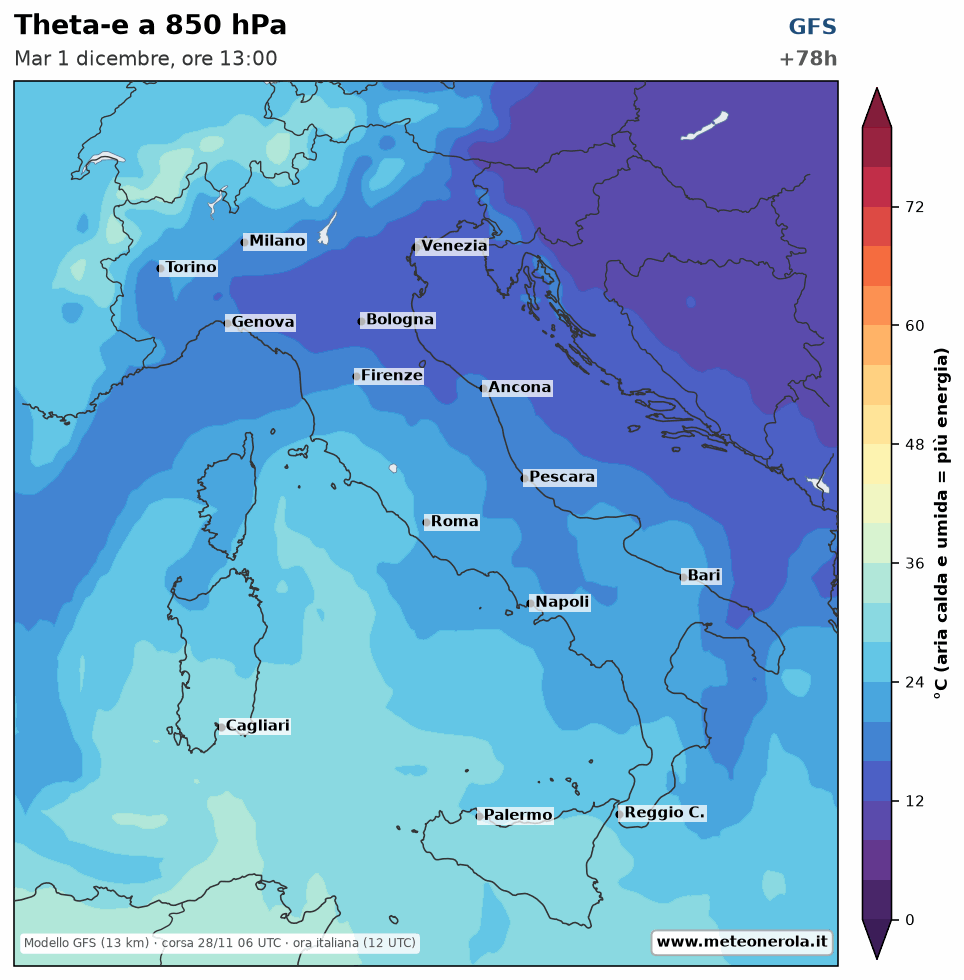 Theta-e a 850 hPa
GFS
Mar 1 dicembre, ore 13:00
+78h
72
60
48
36
24
12
0
°C (aria calda e umida = più energia)
Milano
Venezia
Torino
Genova
Bologna
Firenze
Ancona
Pescara
Roma
Bari
Napoli
Cagliari
Palermo
Reggio C.
Modello GFS (13 km) · corsa 28/11 06 UTC · ora italiana (12 UTC)
www.meteonerola.it